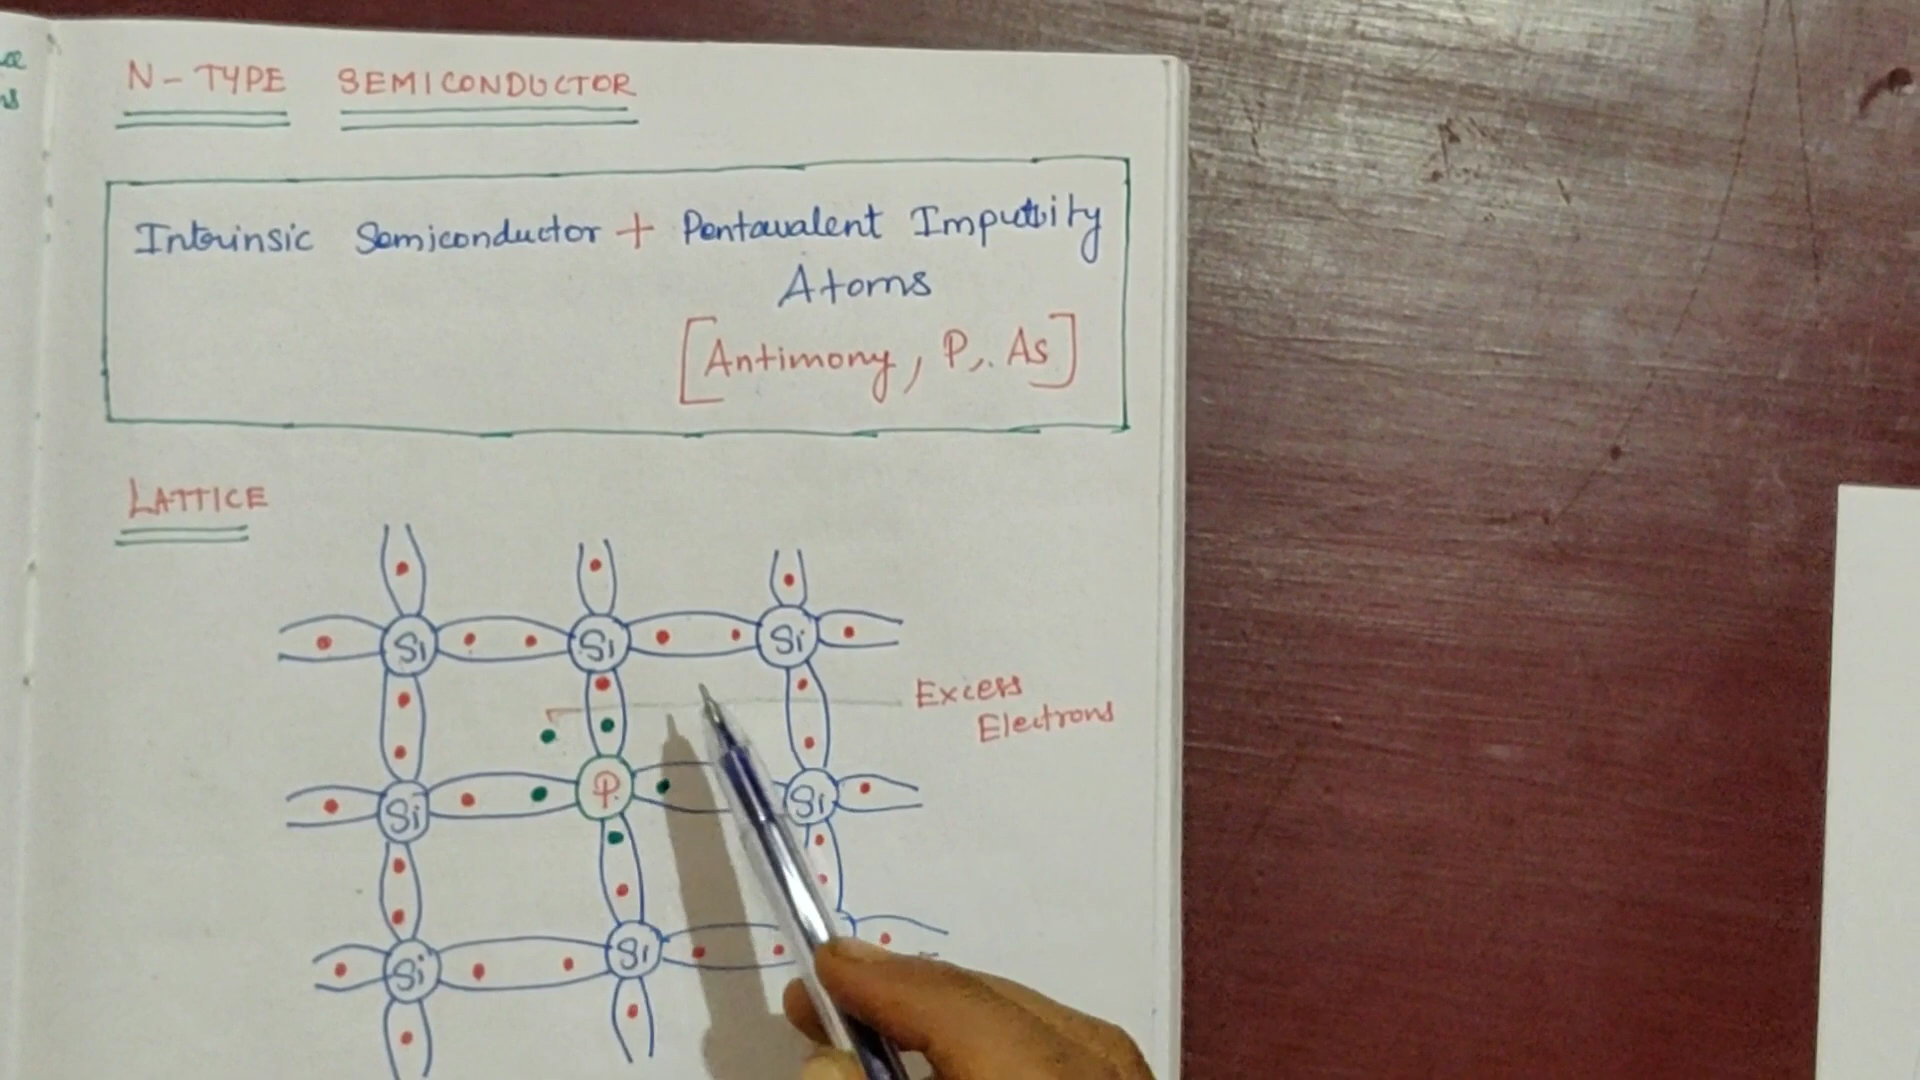 N - TYPE SEMICONDUCTOR
Intrinsic Semiconductor + Pentavalent Impurity
Atoms
[Antimony, P, As]
LATTICE
Si Si Si
Excess
Electrons
Si P Si
Si Si